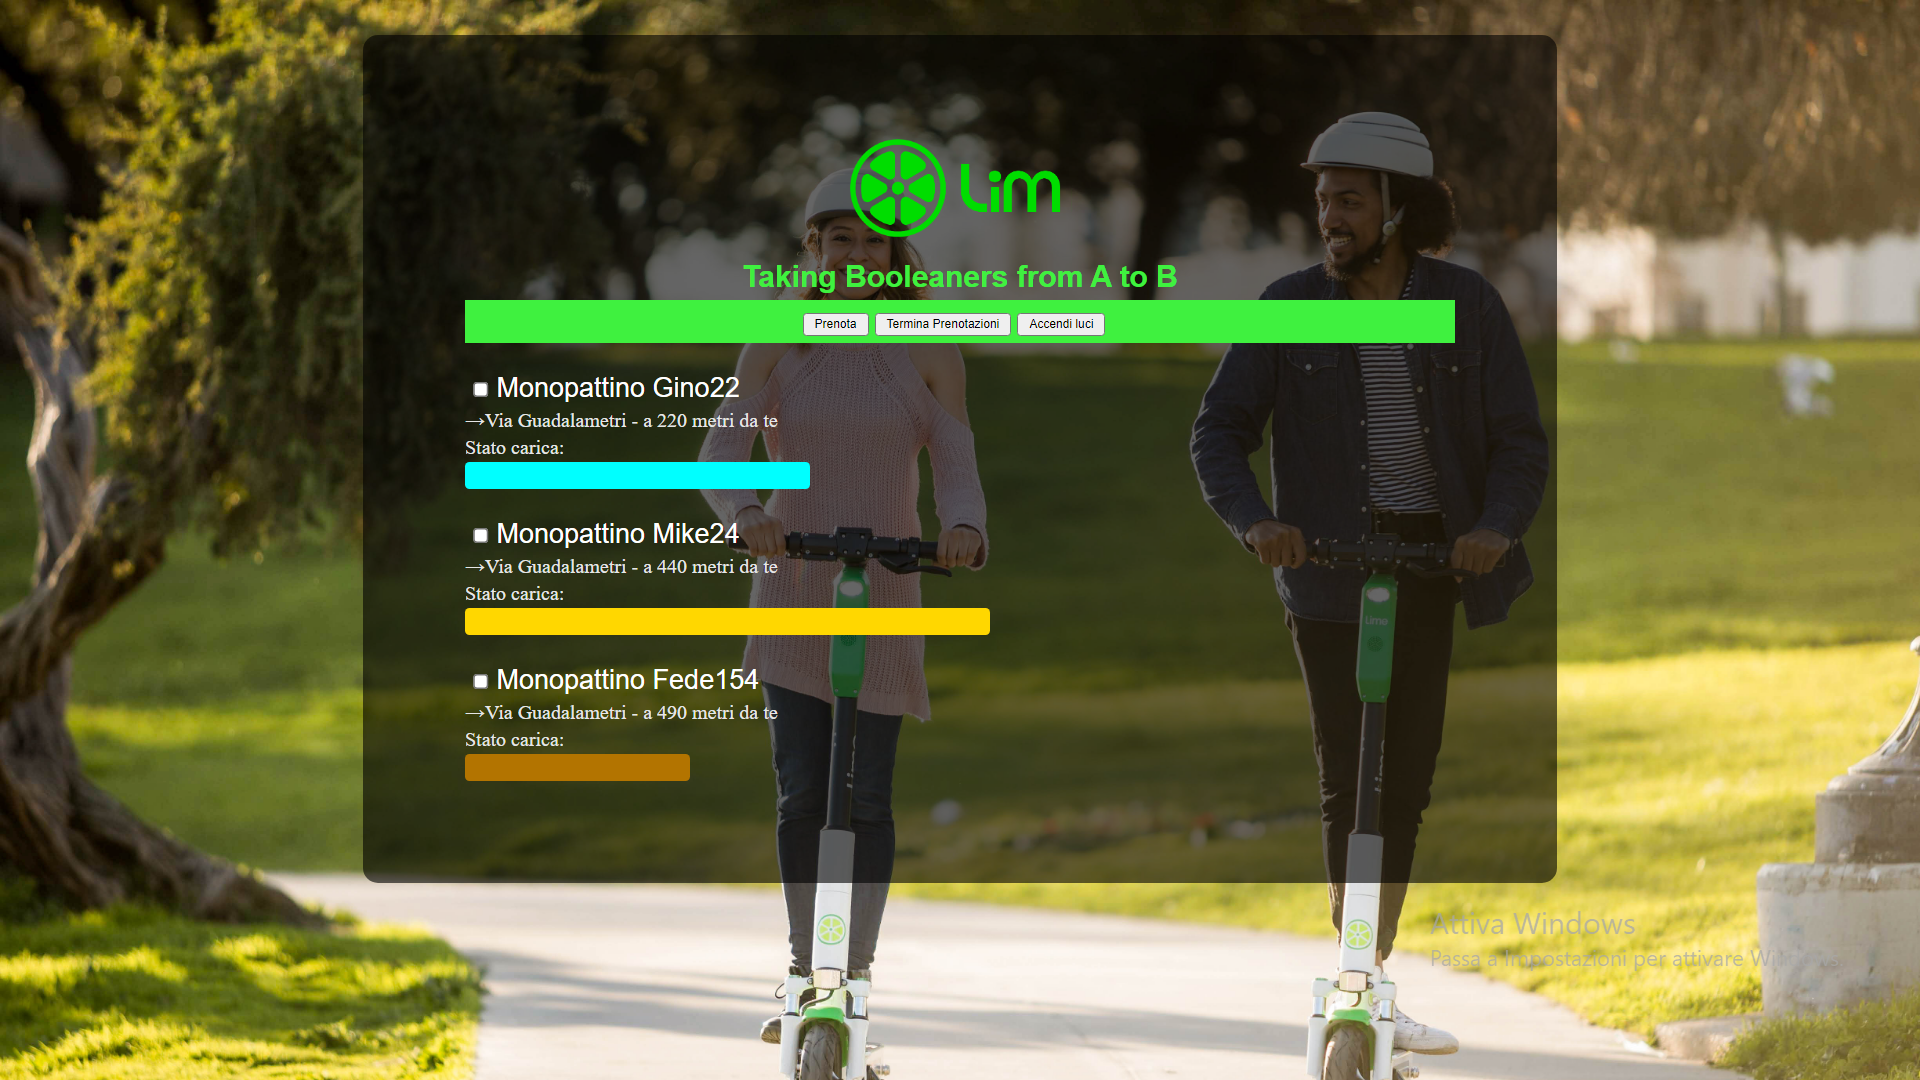 Lim
Taking Booleaners from A to B
Prenota Termina Prenotazioni Accendi luci
Monopattino Gino22
→Via Guadalametri - a 220 metri da te
Stato carica:
Monopattino Mike24
→Via Guadalametri - a 440 metri da te
Stato carica:
Lime
Monopattino Fede154
→Via Guadalametri - a 490 metri da te
Stato carica:
Attiva Windows
Passa a Impostazioni per attivare Windows.